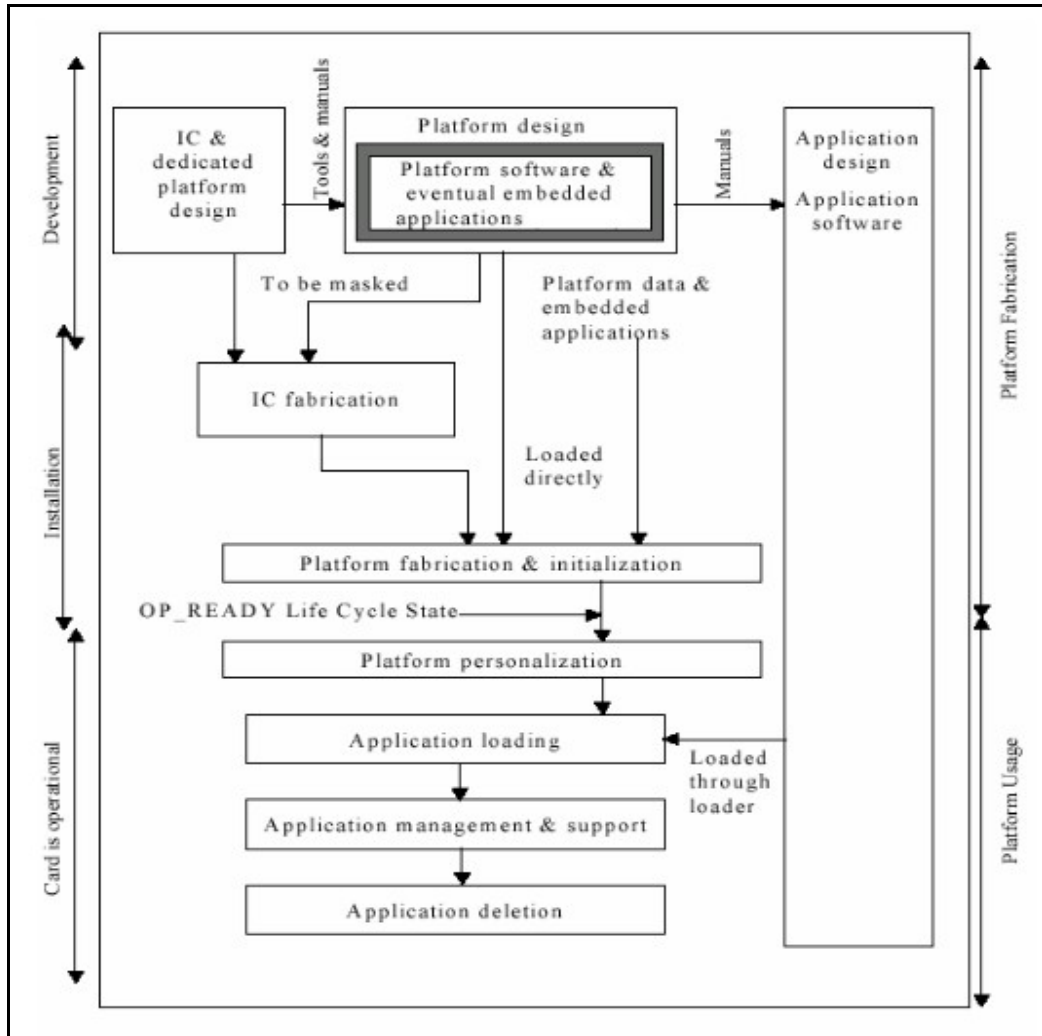 Development
Installation
Card is operational
IC &
dedicated
platform
design
Tools & manuals
Platform design
Platform software &
eventual embedded
applications
Manuals
Application
design
Application
software
To be masked
Platform data &
embedded
applications
IC fabrication
Loaded
directly
Platform fabrication & initialization
OP_READY Life Cycle State
Platform personalization
Application loading
Loaded
through
loader
Application management & support
Application deletion
Platform Fabrication
Platform Usage